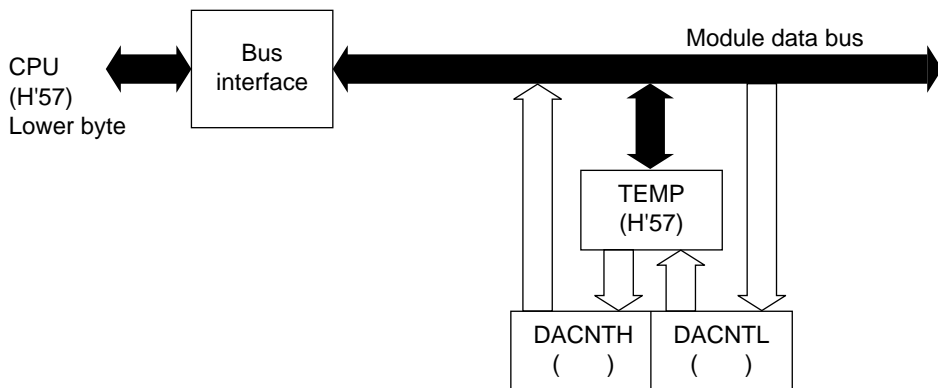 CPU
(H'57)
Lower byte
Bus
interface
Module data bus
TEMP
(H'57)
DACNTH
( )
DACNTL
( )